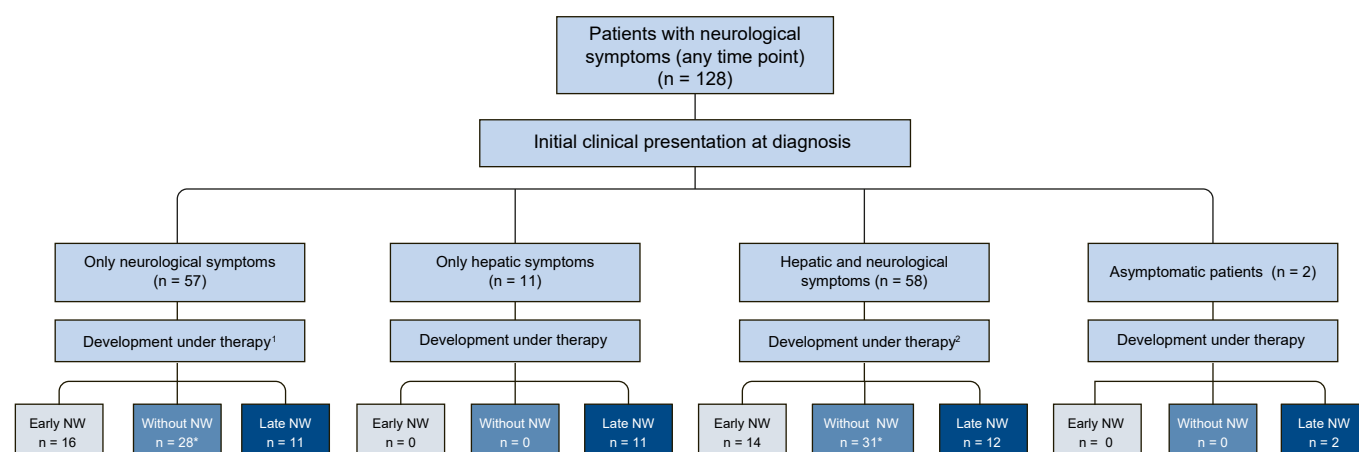 Patients with neurological
symptoms (any time point)
(n = 128)
Initial clinical presentation at diagnosis
Only neurological symptoms
(n = 57)
Only hepatic symptoms
(n = 11)
Hepatic and neurological
symptoms (n = 58)
Asymptomatic patients (n = 2)
Development under therapy¹
Development under therapy
Development under therapy²
Development under therapy
Early NW
n = 16
Without NW
n = 28*
Late NW
n = 11
Early NW
n = 0
Without NW
n = 0
Late NW
n = 11
Early NW
n = 14
Without NW
n = 31*
Late NW
n = 12
Early NW
n = 0
Without NW
n = 0
Late NW
n = 2